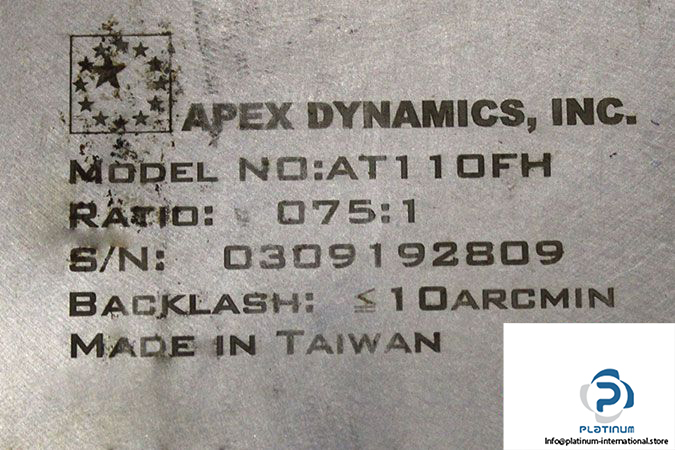 APEX DYNAMICS, INC.
MODEL NO:AT110FH
RATIO: 075:1
S/N: 0309192809
BACKLASH: ≦10ARCMIN
MADE IN TAIWAN
PLATINUM
Info@platinum-international.store